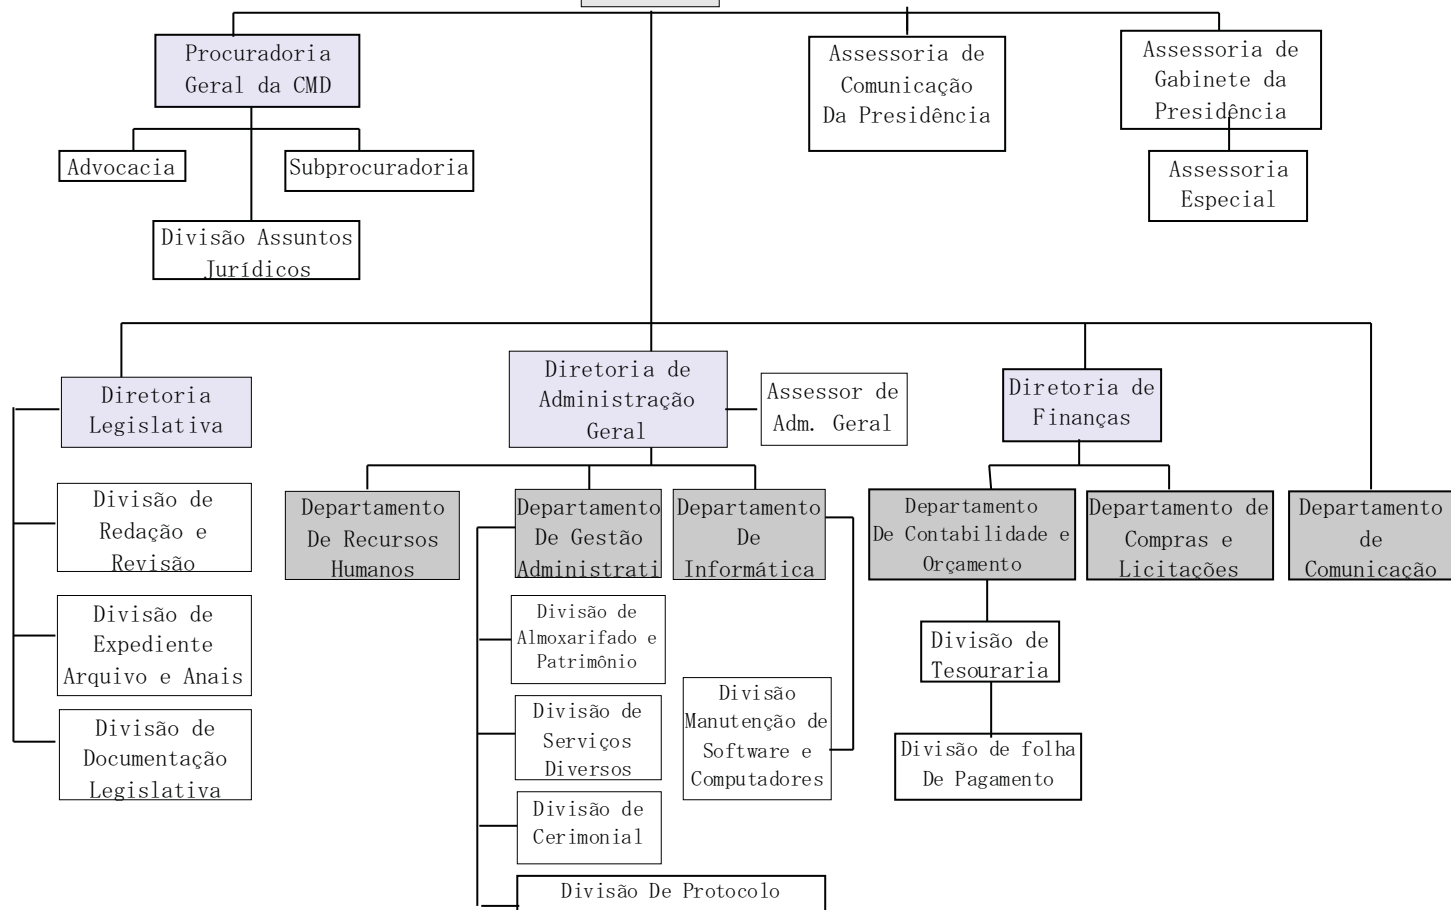 Procuradoria
Geral da CMD
Assessoria de
Comunicação
Da Presidência
Assessoria de
Gabinete da
Presidência
Advocacia
Subprocuradoria
Assessoria
Especial
Divisão Assuntos
Jurídicos
Diretoria
Legislativa
Diretoria de
Administração
Geral
Assessor de
Adm. Geral
Diretoria de
Finanças
Divisão de
Redação e
Revisão
Departamento
De Recursos
Humanos
Departamento
De Gestão
Administrati
Departamento
De
Informática
Departamento
De Contabilidade e
Orçamento
Departamento de
Compras e
Licitações
Departamento
de
Comunicação
Divisão de
Expediente
Arquivo e Anais
Divisão de
Almoxarifado e
Patrimônio
Divisão de
Tesouraria
Divisão de
Documentação
Legislativa
Divisão de
Serviços
Diversos
Divisão
Manutenção de
Software e
Computadores
Divisão de folha
De Pagamento
Divisão de
Cerimonial
Divisão De Protocolo